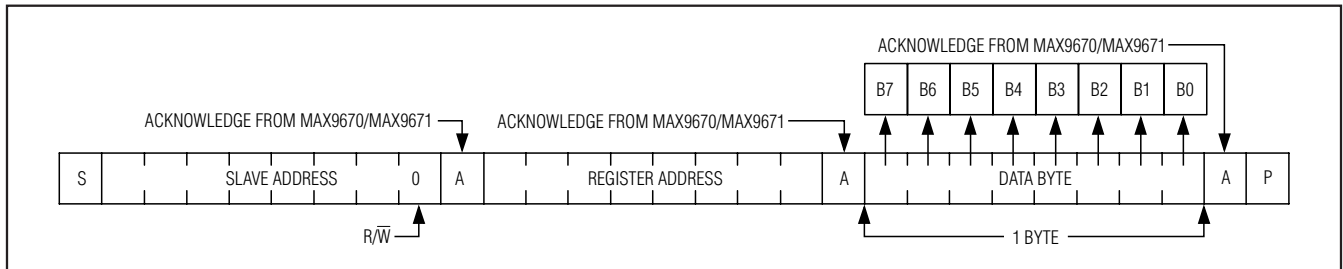 ACKNOWLEDGE FROM MAX9670/MAX9671
B7 B6 B5 B4 B3 B2 B1 B0
ACKNOWLEDGE FROM MAX9670/MAX9671 ACKNOWLEDGE FROM MAX9670/MAX9671
S SLAVE ADDRESS 0 A REGISTER ADDRESS A DATA BYTE A P
R/W̅ 1 BYTE